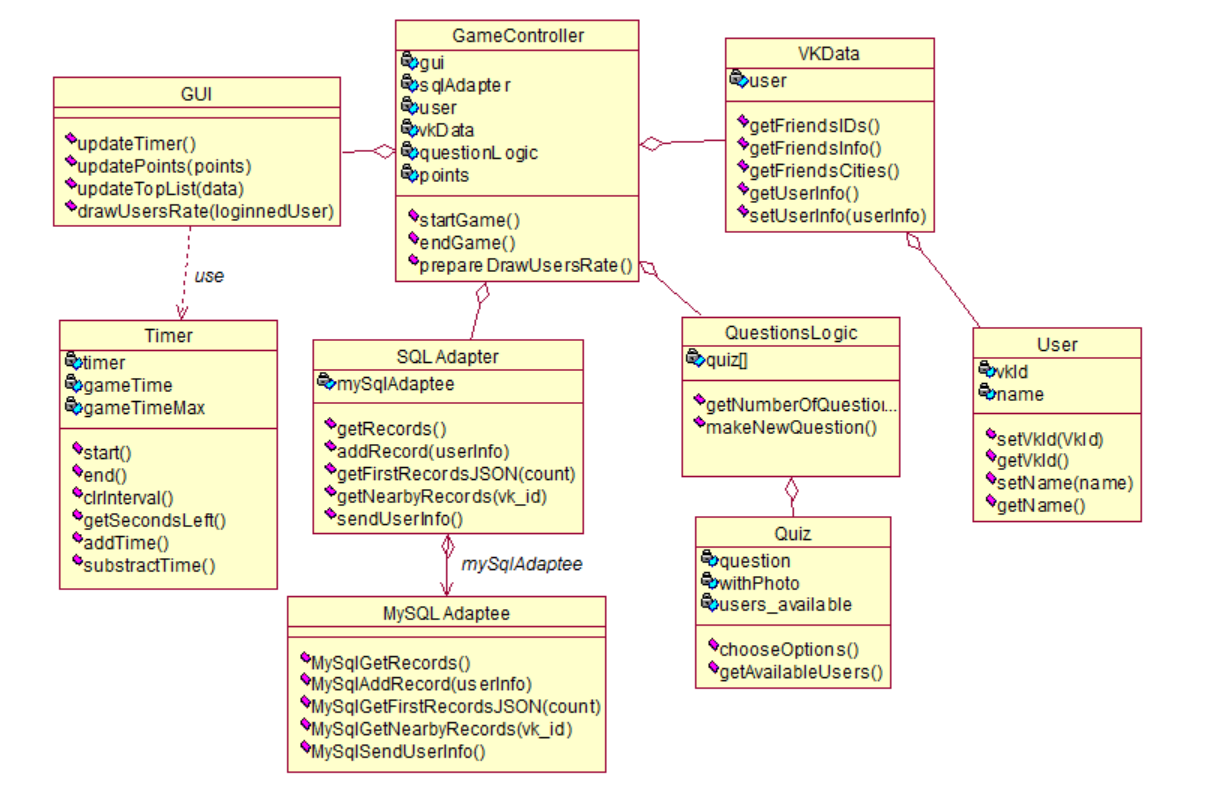 GameController
gui
sqlAdapter
user
vkData
questionLogic
points
startGame()
endGame()
prepareDrawUsersRate()
VKData
user
getFriendsIDs()
getFriendsInfo()
getFriendsCities()
getUserInfo()
setUserInfo(userInfo)
GUI
updateTimer()
updatePoints(points)
updateTopList(data)
drawUsersRate(loginnedUser)
use
Timer
timer
gameTime
gameTimeMax
start()
end()
clrInterval()
getSecondsLeft()
addTime()
substractTime()
SQL Adapter
mySqlAdaptee
getRecords()
addRecord(userInfo)
getFirstRecordsJSON(count)
getNearbyRecords(vk_id)
sendUserInfo()
mySqlAdaptee
MySQL Adaptee
MySqlGetRecords()
MySqlAddRecord(userInfo)
MySqlGetFirstRecordsJSON(count)
MySqlGetNearbyRecords(vk_id)
MySqlSendUserInfo()
QuestionsLogic
quiz[]
getNumberOfQuestion...
makeNewQuestion()
Quiz
question
withPhoto
users_available
chooseOptions()
getAvailableUsers()
User
vkId
name
setVkId(VkId)
getVkId()
setName(name)
getName()